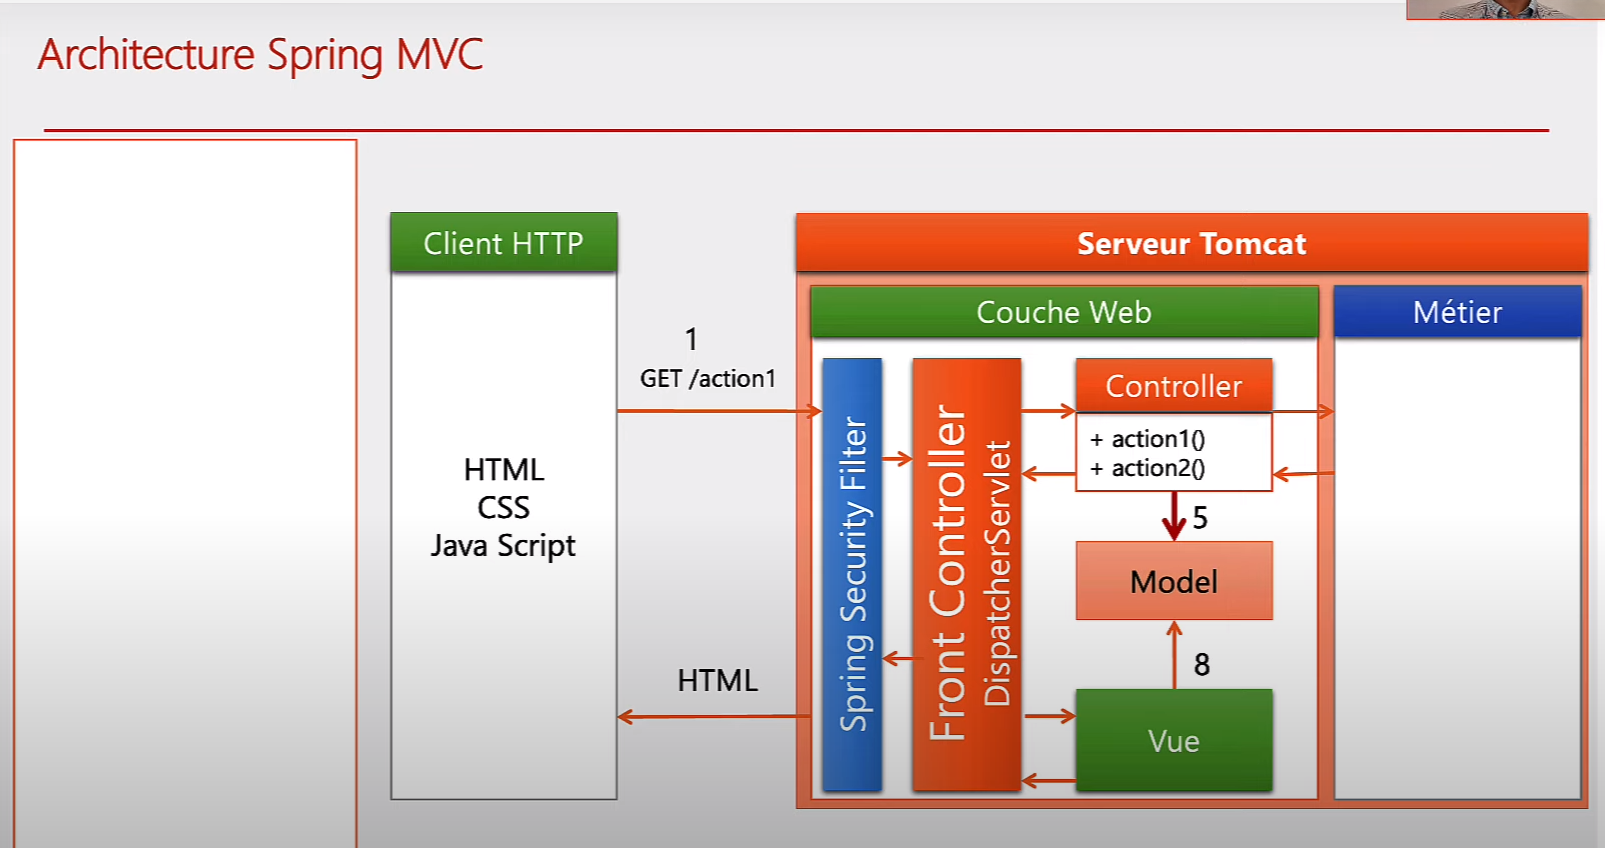 Architecture Spring MVC
Client HTTP
HTML
CSS
Java Script
1
GET /action1
HTML
Serveur Tomcat
Couche Web
Métier
Spring Security Filter
Front Controller
DispatcherServlet
Controller
+ action1()
+ action2()
5
Model
8
Vue